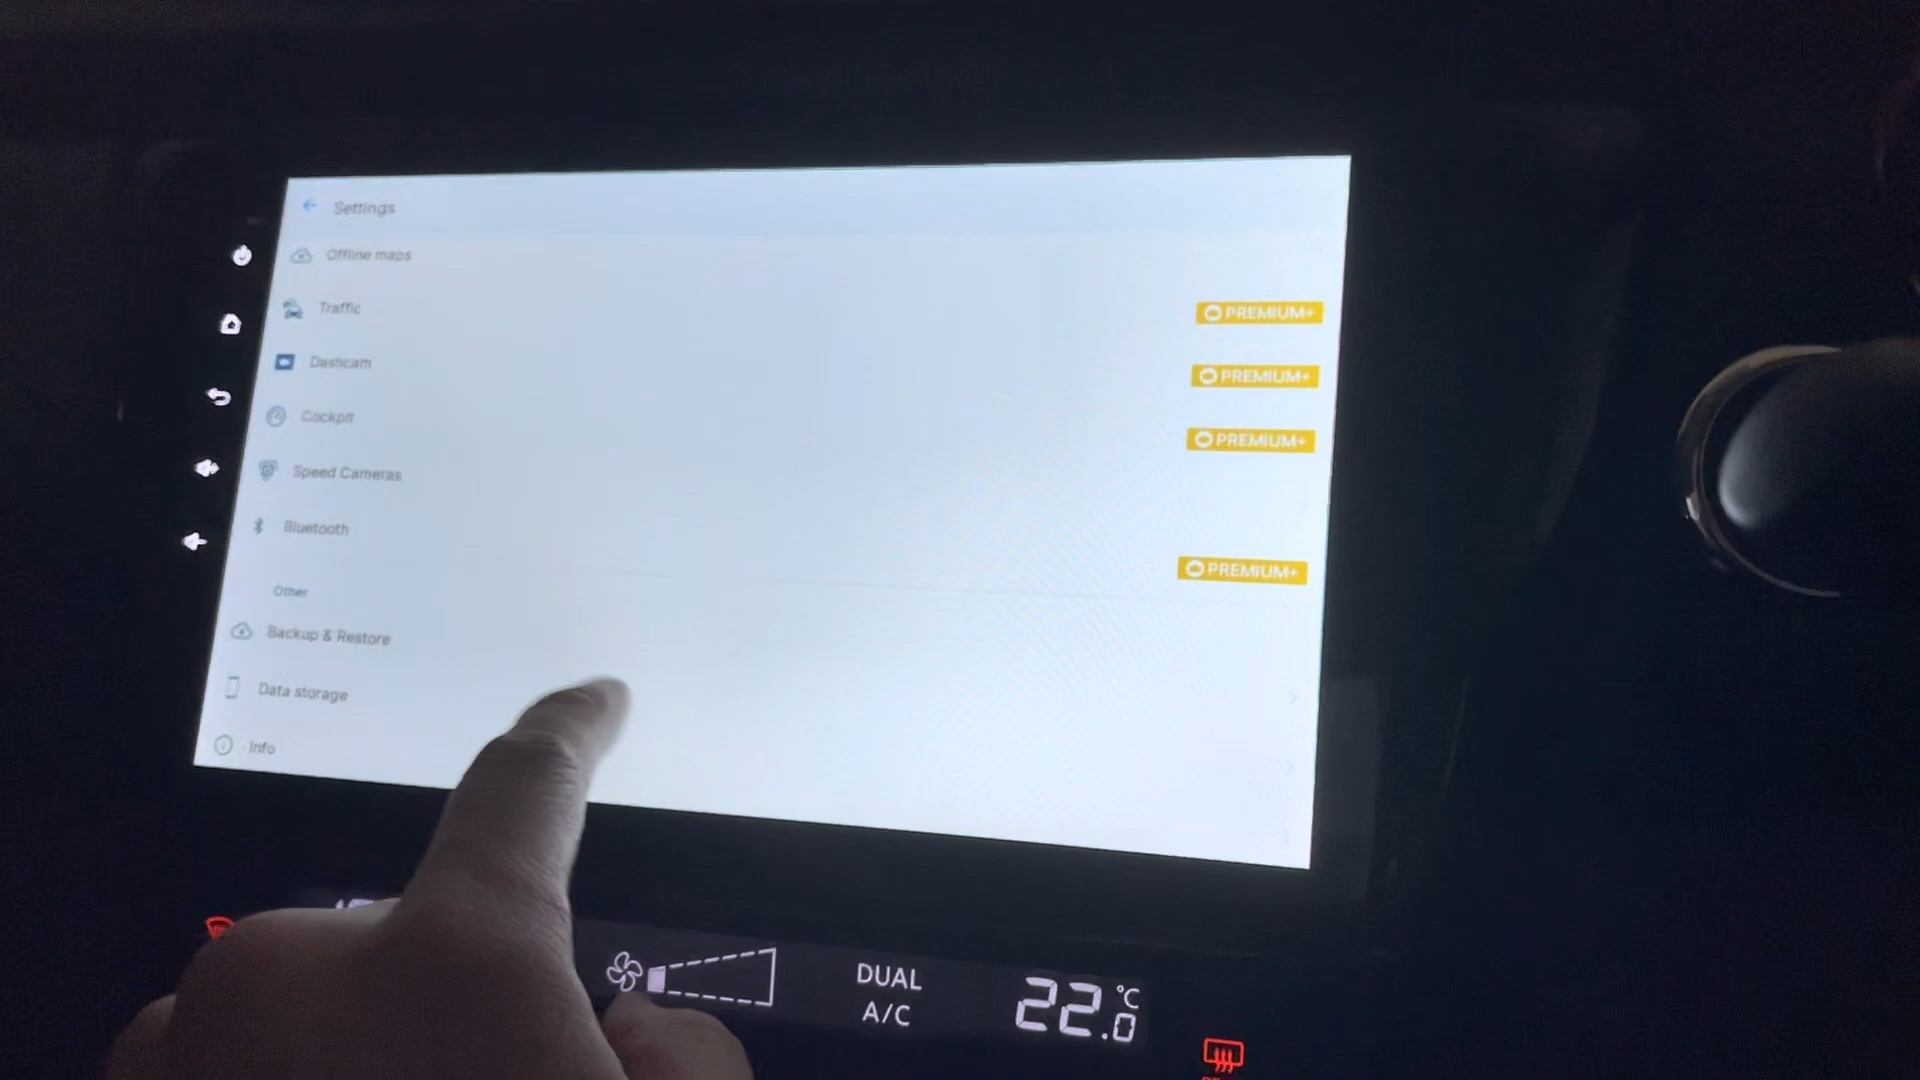 Settings
Offline maps
Traffic
PREMIUM+
Dashcam
PREMIUM+
Cockpit
PREMIUM+
Speed Cameras
Bluetooth
PREMIUM+
Other
Backup & Restore
Data storage
Info
DUAL
A/C
22.0 °C